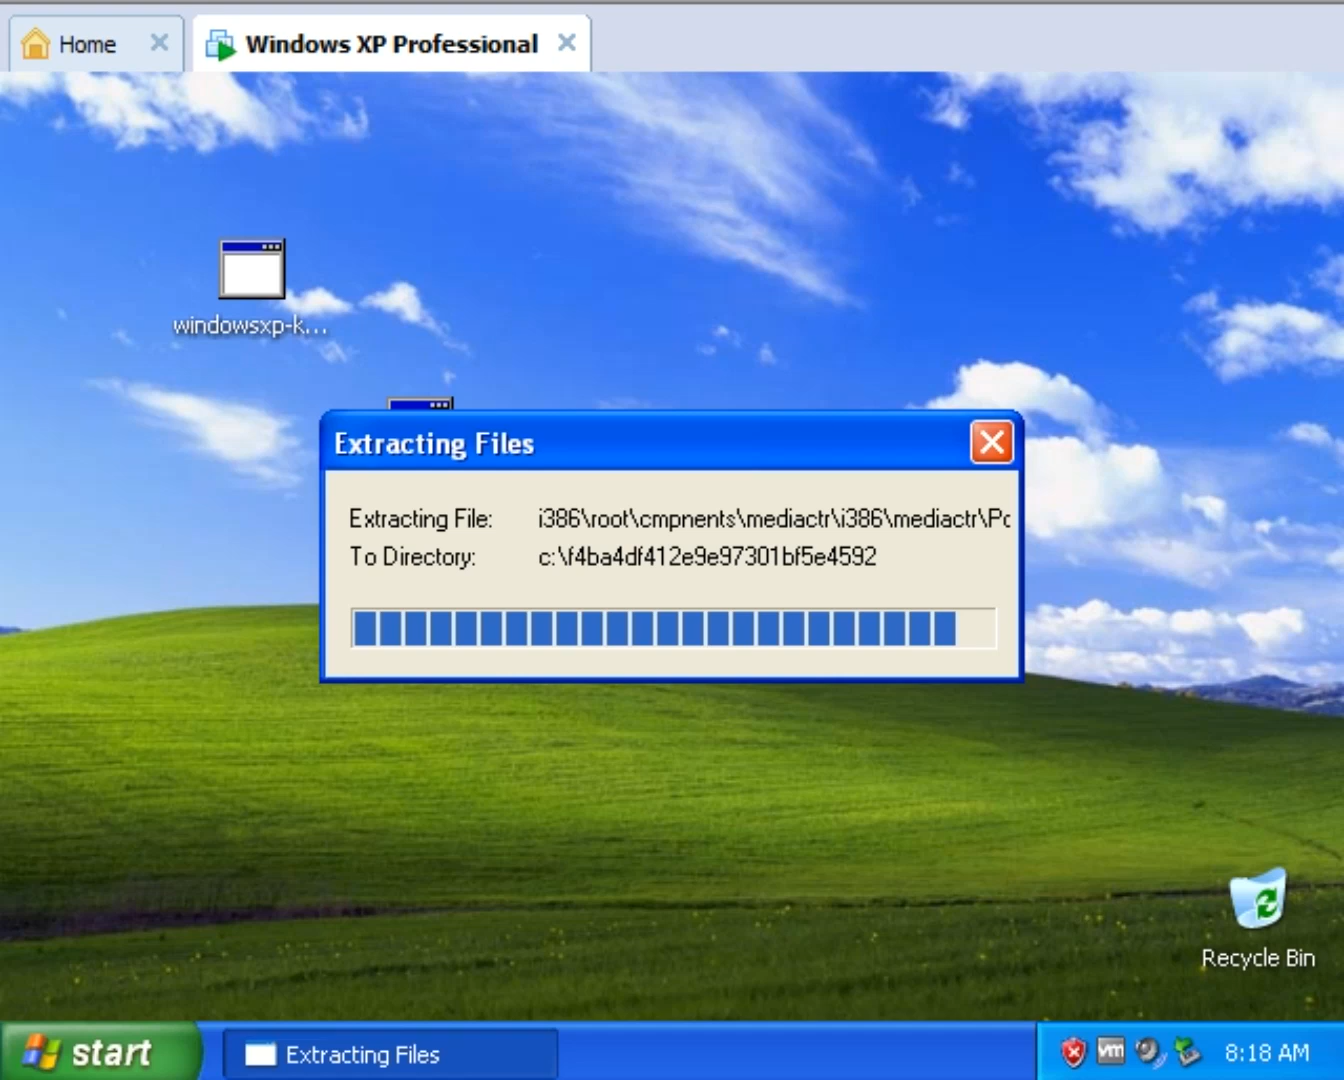 Home
Windows XP Professional
windowsxp-k...
Extracting Files
Extracting File: i386\root\cmpnents\mediactr\i386\mediactr\Pc
To Directory: c:\f4ba4df412e9e97301bf5e4592
Recycle Bin
start
Extracting Files
vm
8:18 AM